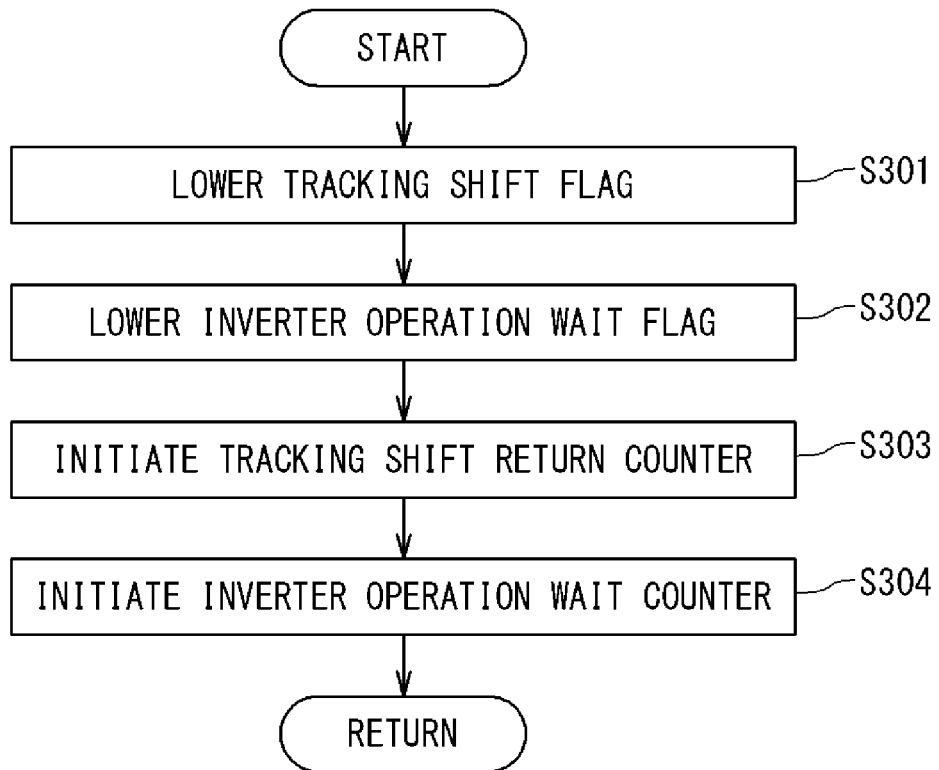 START
LOWER TRACKING SHIFT FLAG
S301
LOWER INVERTER OPERATION WAIT FLAG
S302
INITIATE TRACKING SHIFT RETURN COUNTER
S303
INITIATE INVERTER OPERATION WAIT COUNTER
S304
RETURN